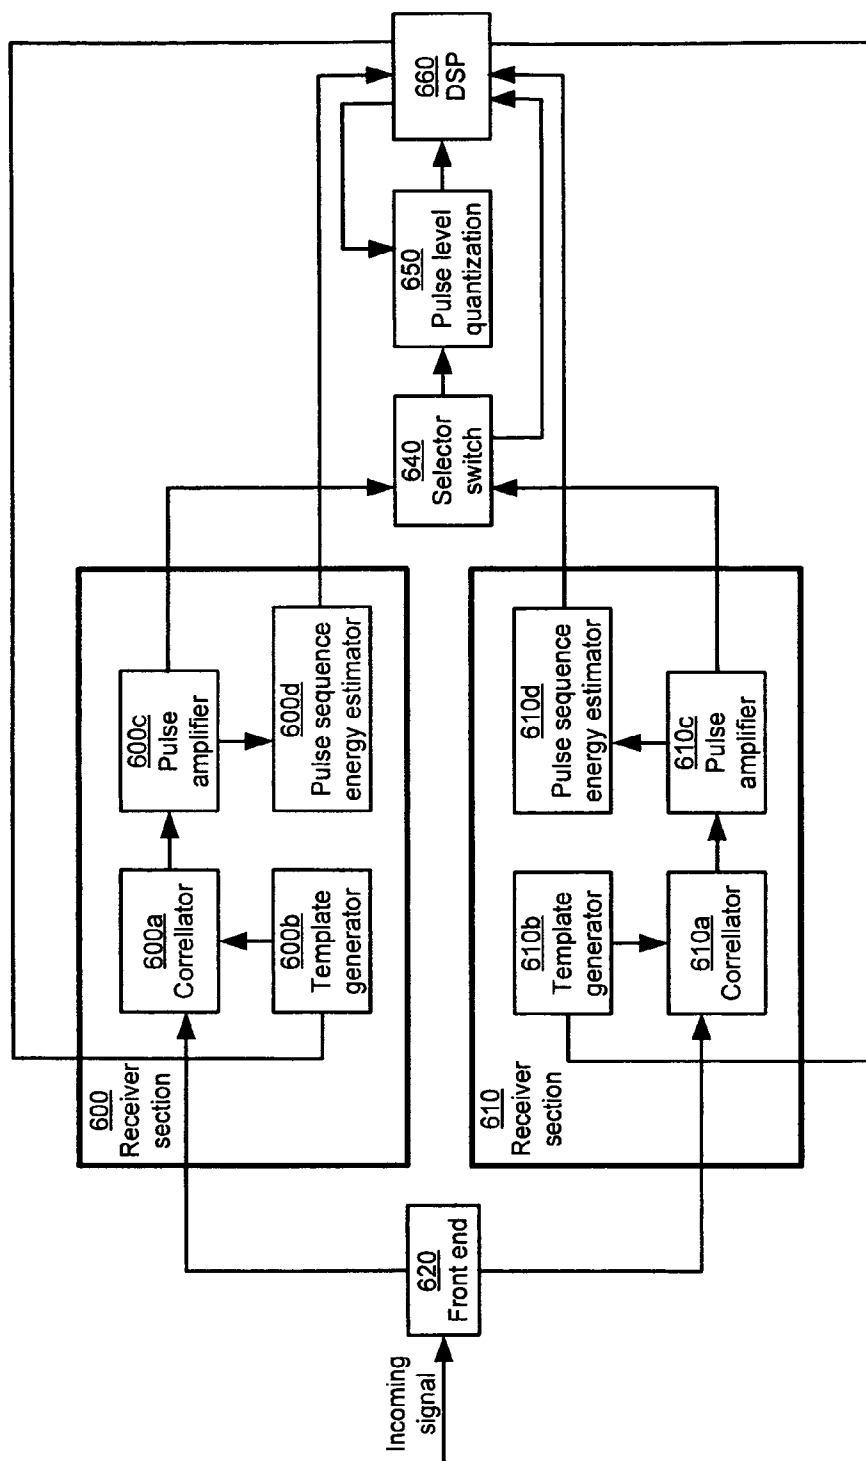 Incoming
signal
620
Front end
600
Receiver
section
600a
Correllator
600b
Template
generator
600c
Pulse
amplifier
600d
Pulse sequence
energy estimator
610
Receiver
section
610b
Template
generator
610a
Correllator
610d
Pulse sequence
energy estimator
610c
Pulse
amplifier
640
Selector
switch
650
Pulse level
quantization
660
DSP